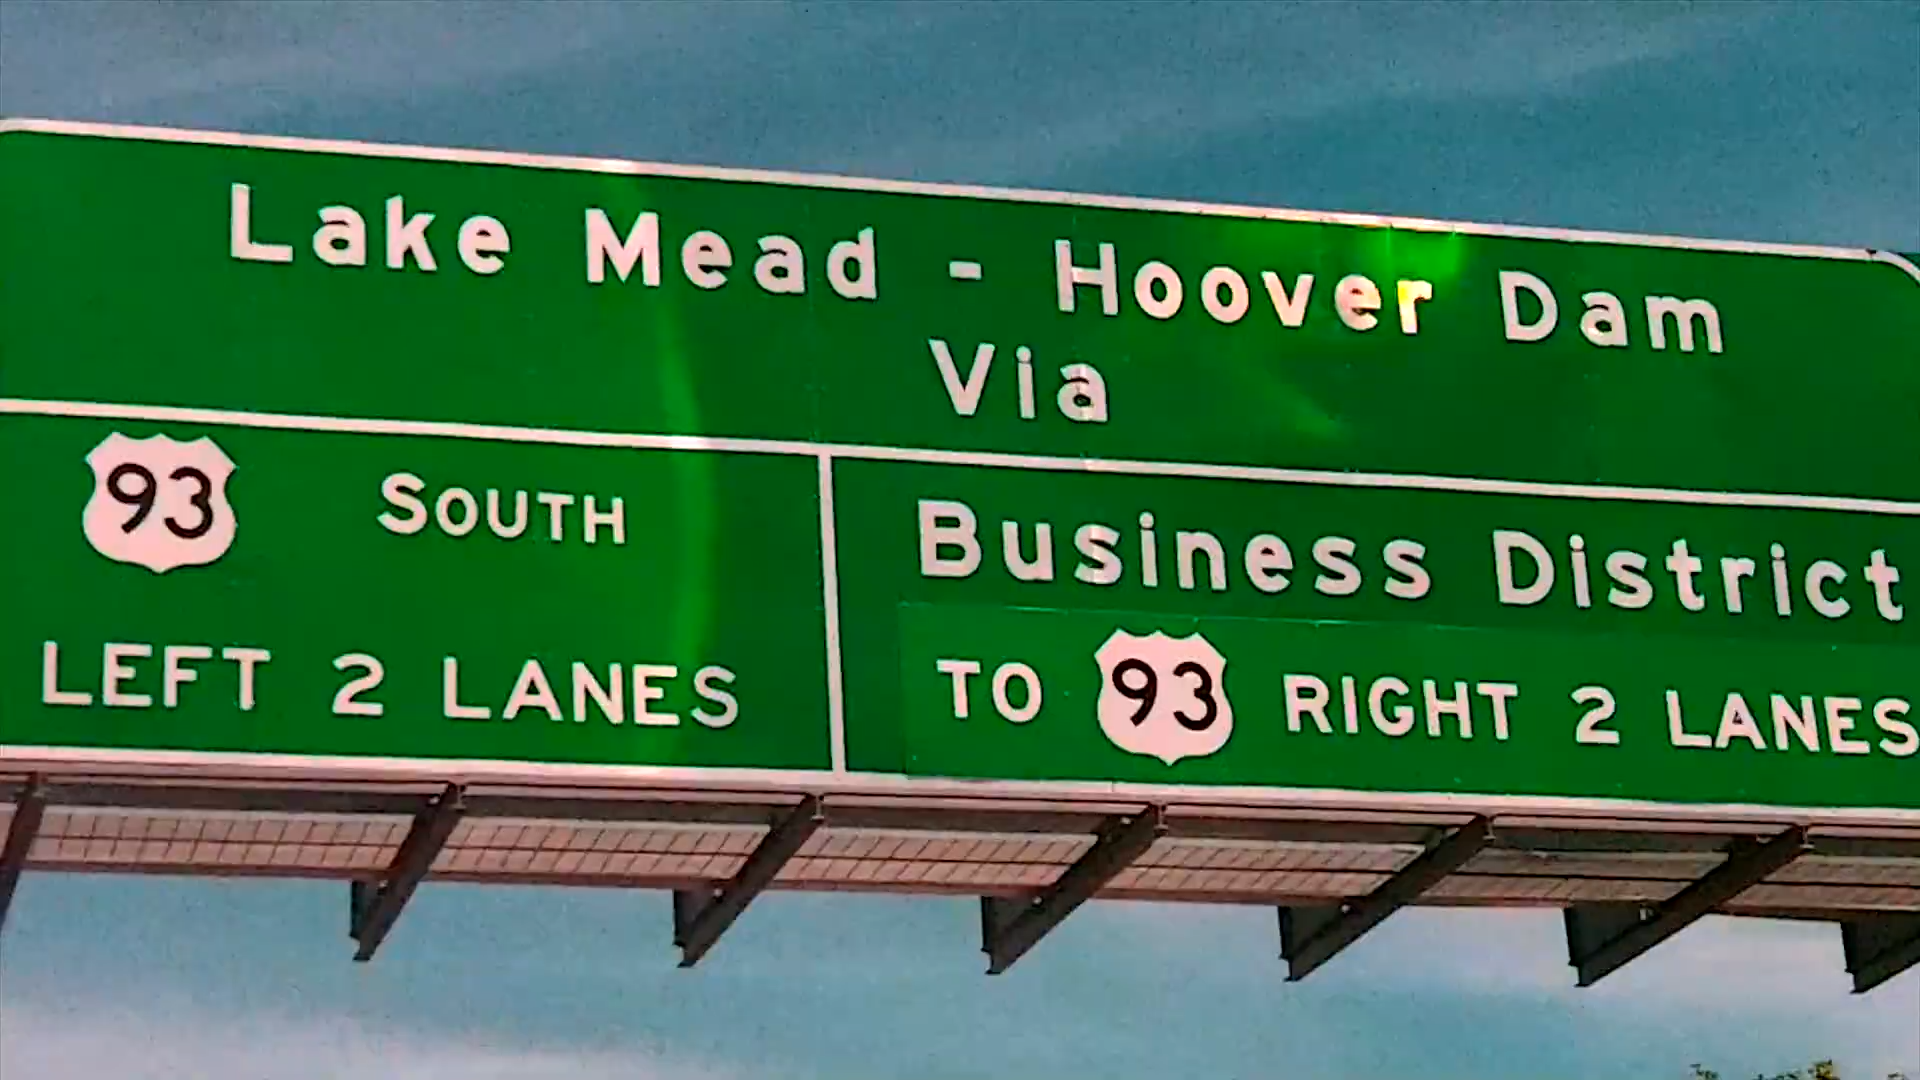 Lake Mead - Hoover Dam
Via
93 SOUTH
LEFT 2 LANES
Business District
TO 93 RIGHT 2 LANES